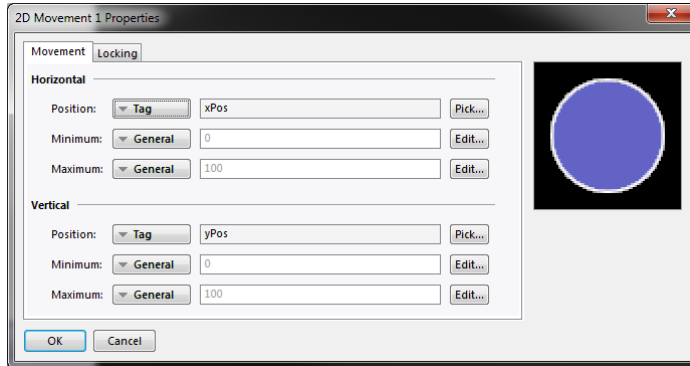 2D Movement 1 Properties
Movement Locking
Horizontal
Position: Tag xPos Pick...
Minimum: General 0 Edit...
Maximum: General 100 Edit...
Vertical
Position: Tag yPos Pick...
Minimum: General 0 Edit...
Maximum: General 100 Edit...
OK Cancel